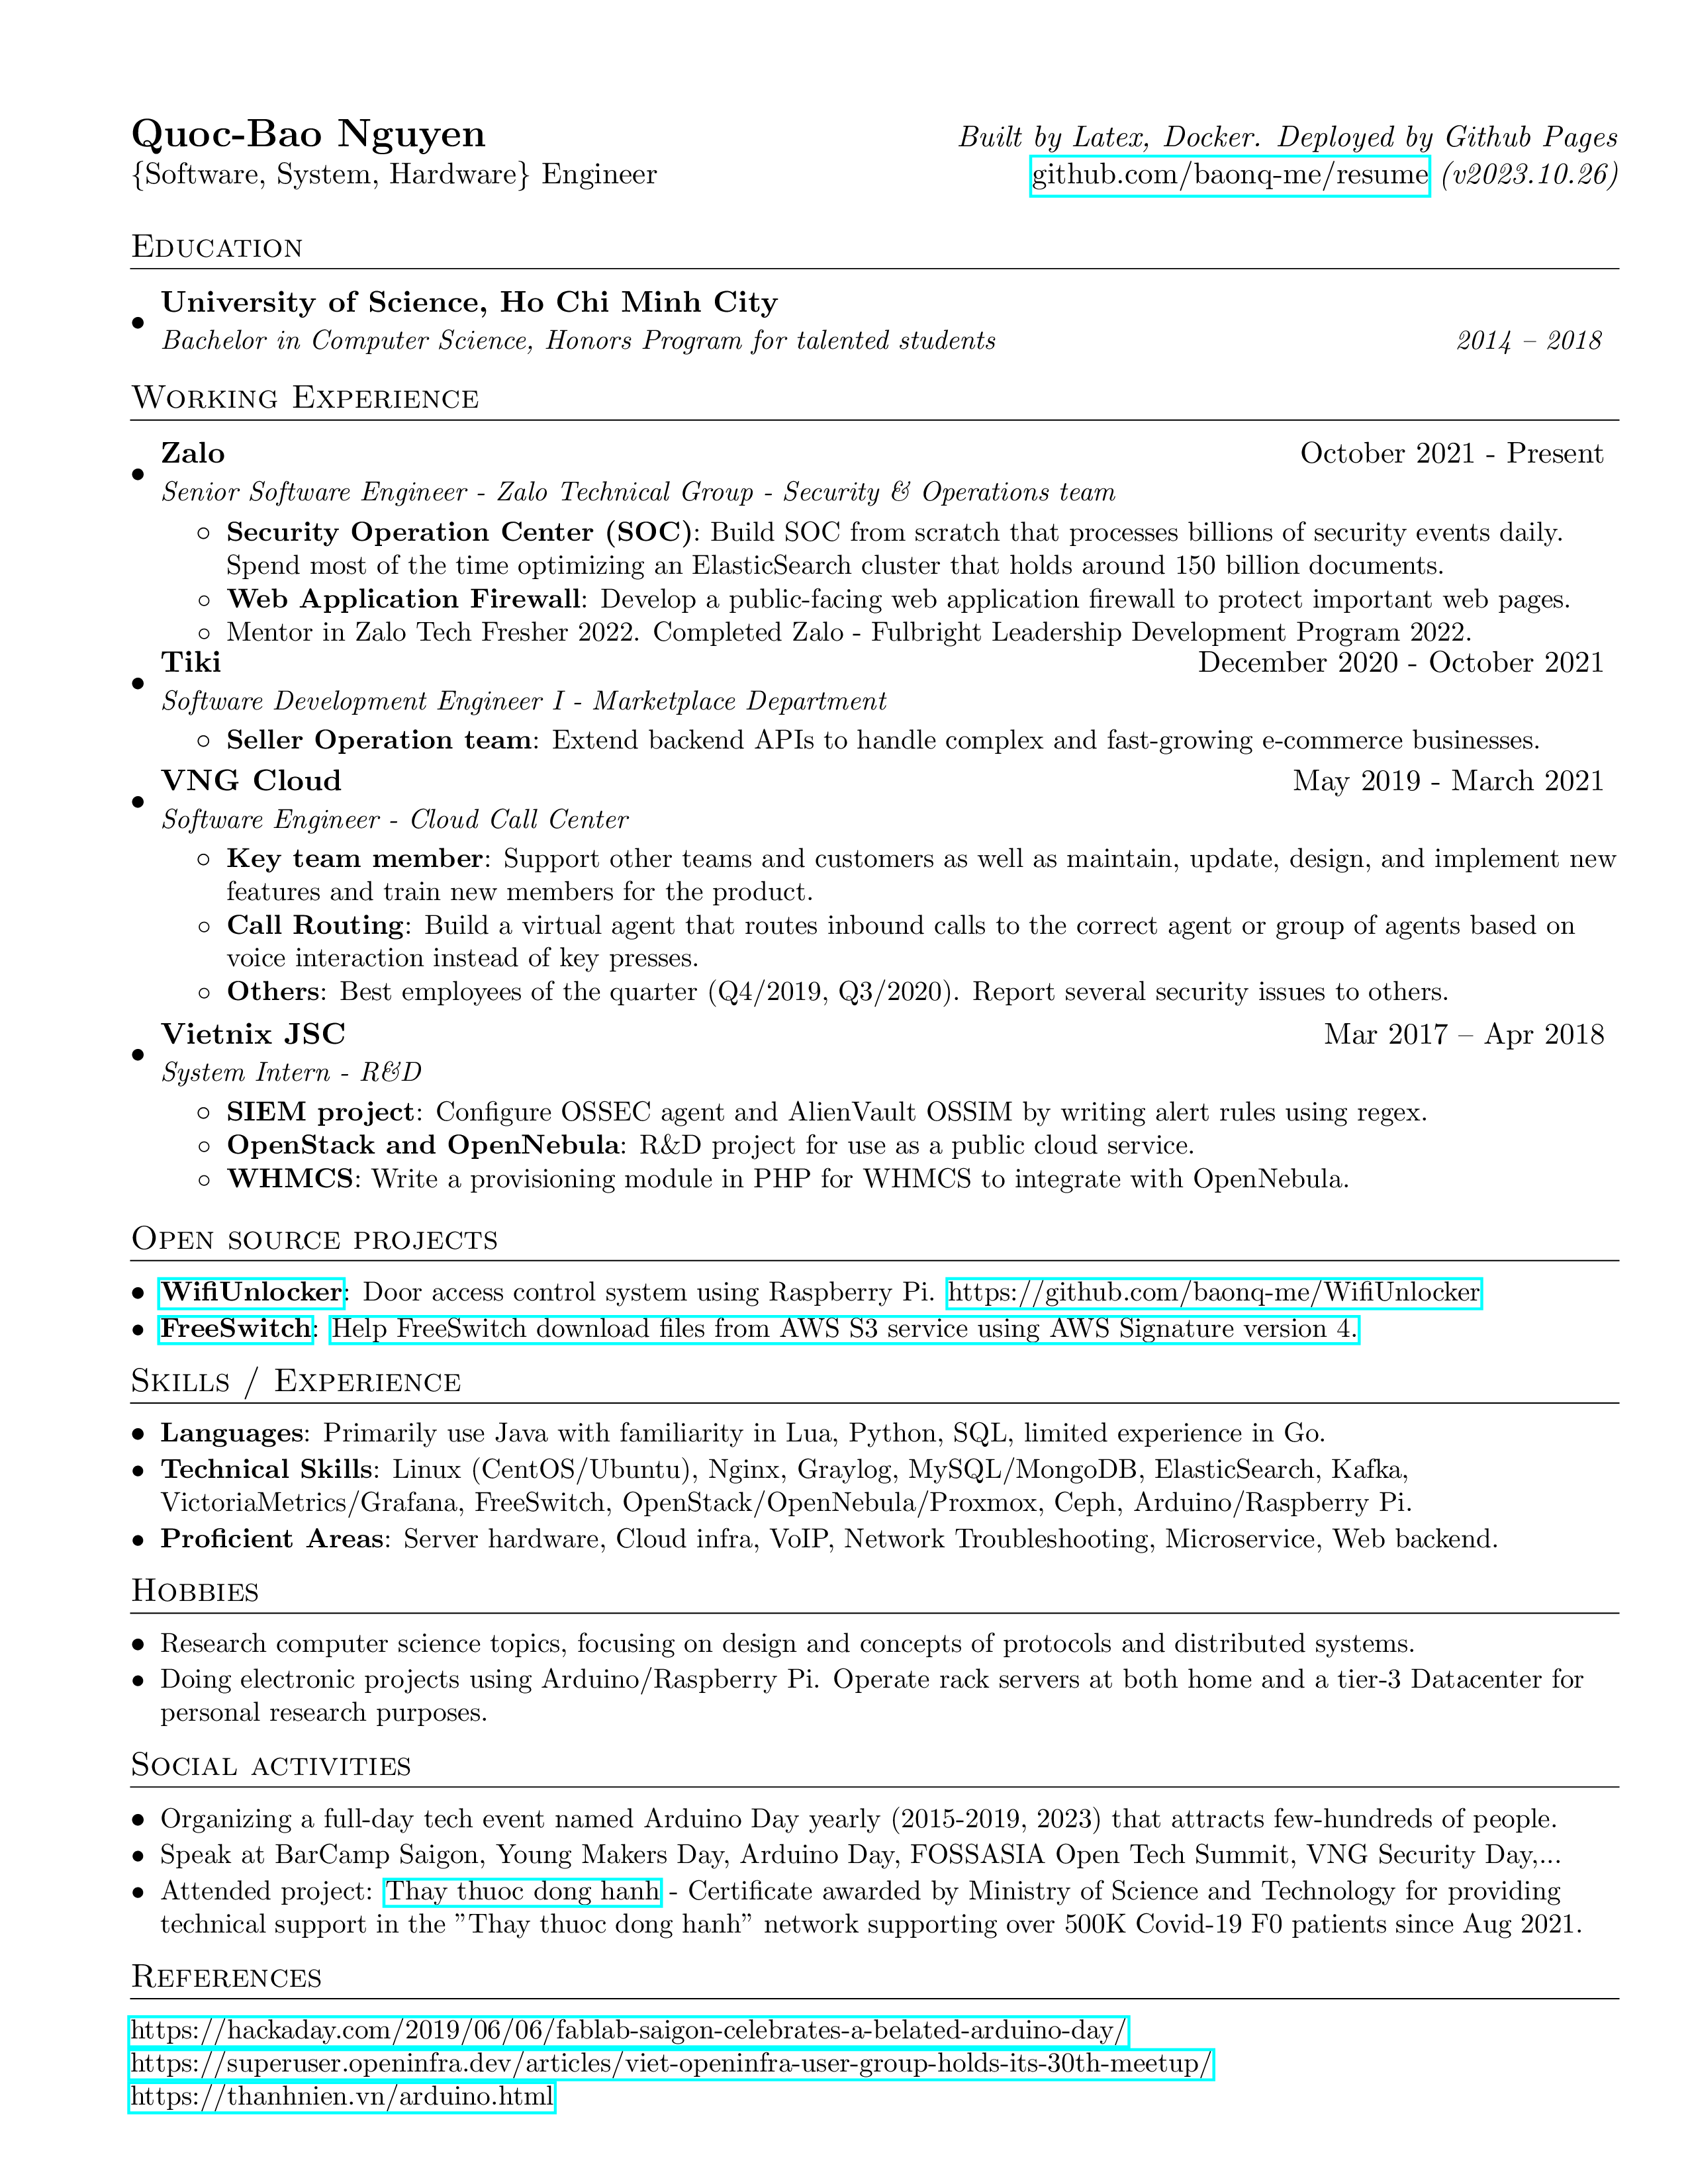 Quoc-Bao Nguyen
Built by Latex, Docker. Deployed by Github Pages
{Software, System, Hardware} Engineer
github.com/baonq-me/resume (v2023.10.26)
Education
• University of Science, Ho Chi Minh City
Bachelor in Computer Science, Honors Program for talented students 2014 – 2018
Working Experience
• Zalo October 2021 - Present
Senior Software Engineer - Zalo Technical Group - Security & Operations team
◦ Security Operation Center (SOC): Build SOC from scratch that processes billions of security events daily.
Spend most of the time optimizing an ElasticSearch cluster that holds around 150 billion documents.
◦ Web Application Firewall: Develop a public-facing web application firewall to protect important web pages.
◦ Mentor in Zalo Tech Fresher 2022. Completed Zalo - Fulbright Leadership Development Program 2022.
• Tiki December 2020 - October 2021
Software Development Engineer I - Marketplace Department
◦ Seller Operation team: Extend backend APIs to handle complex and fast-growing e-commerce businesses.
• VNG Cloud May 2019 - March 2021
Software Engineer - Cloud Call Center
◦ Key team member: Support other teams and customers as well as maintain, update, design, and implement new
features and train new members for the product.
◦ Call Routing: Build a virtual agent that routes inbound calls to the correct agent or group of agents based on
voice interaction instead of key presses.
◦ Others: Best employees of the quarter (Q4/2019, Q3/2020). Report several security issues to others.
• Vietnix JSC Mar 2017 – Apr 2018
System Intern - R&D
◦ SIEM project: Configure OSSEC agent and AlienVault OSSIM by writing alert rules using regex.
◦ OpenStack and OpenNebula: R&D project for use as a public cloud service.
◦ WHMCS: Write a provisioning module in PHP for WHMCS to integrate with OpenNebula.
Open source projects
• WifiUnlocker: Door access control system using Raspberry Pi. https://github.com/baonq-me/WifiUnlocker
• FreeSwitch: Help FreeSwitch download files from AWS S3 service using AWS Signature version 4.
Skills / Experience
• Languages: Primarily use Java with familiarity in Lua, Python, SQL, limited experience in Go.
• Technical Skills: Linux (CentOS/Ubuntu), Nginx, Graylog, MySQL/MongoDB, ElasticSearch, Kafka,
VictoriaMetrics/Grafana, FreeSwitch, OpenStack/OpenNebula/Proxmox, Ceph, Arduino/Raspberry Pi.
• Proficient Areas: Server hardware, Cloud infra, VoIP, Network Troubleshooting, Microservice, Web backend.
Hobbies
• Research computer science topics, focusing on design and concepts of protocols and distributed systems.
• Doing electronic projects using Arduino/Raspberry Pi. Operate rack servers at both home and a tier-3 Datacenter for
personal research purposes.
Social activities
• Organizing a full-day tech event named Arduino Day yearly (2015-2019, 2023) that attracts few-hundreds of people.
• Speak at BarCamp Saigon, Young Makers Day, Arduino Day, FOSSASIA Open Tech Summit, VNG Security Day,...
• Attended project: Thay thuoc dong hanh - Certificate awarded by Ministry of Science and Technology for providing
technical support in the ”Thay thuoc dong hanh” network supporting over 500K Covid-19 F0 patients since Aug 2021.
References
https://hackaday.com/2019/06/06/fablab-saigon-celebrates-a-belated-arduino-day/
https://superuser.openinfra.dev/articles/viet-openinfra-user-group-holds-its-30th-meetup/
https://thanhnien.vn/arduino.html